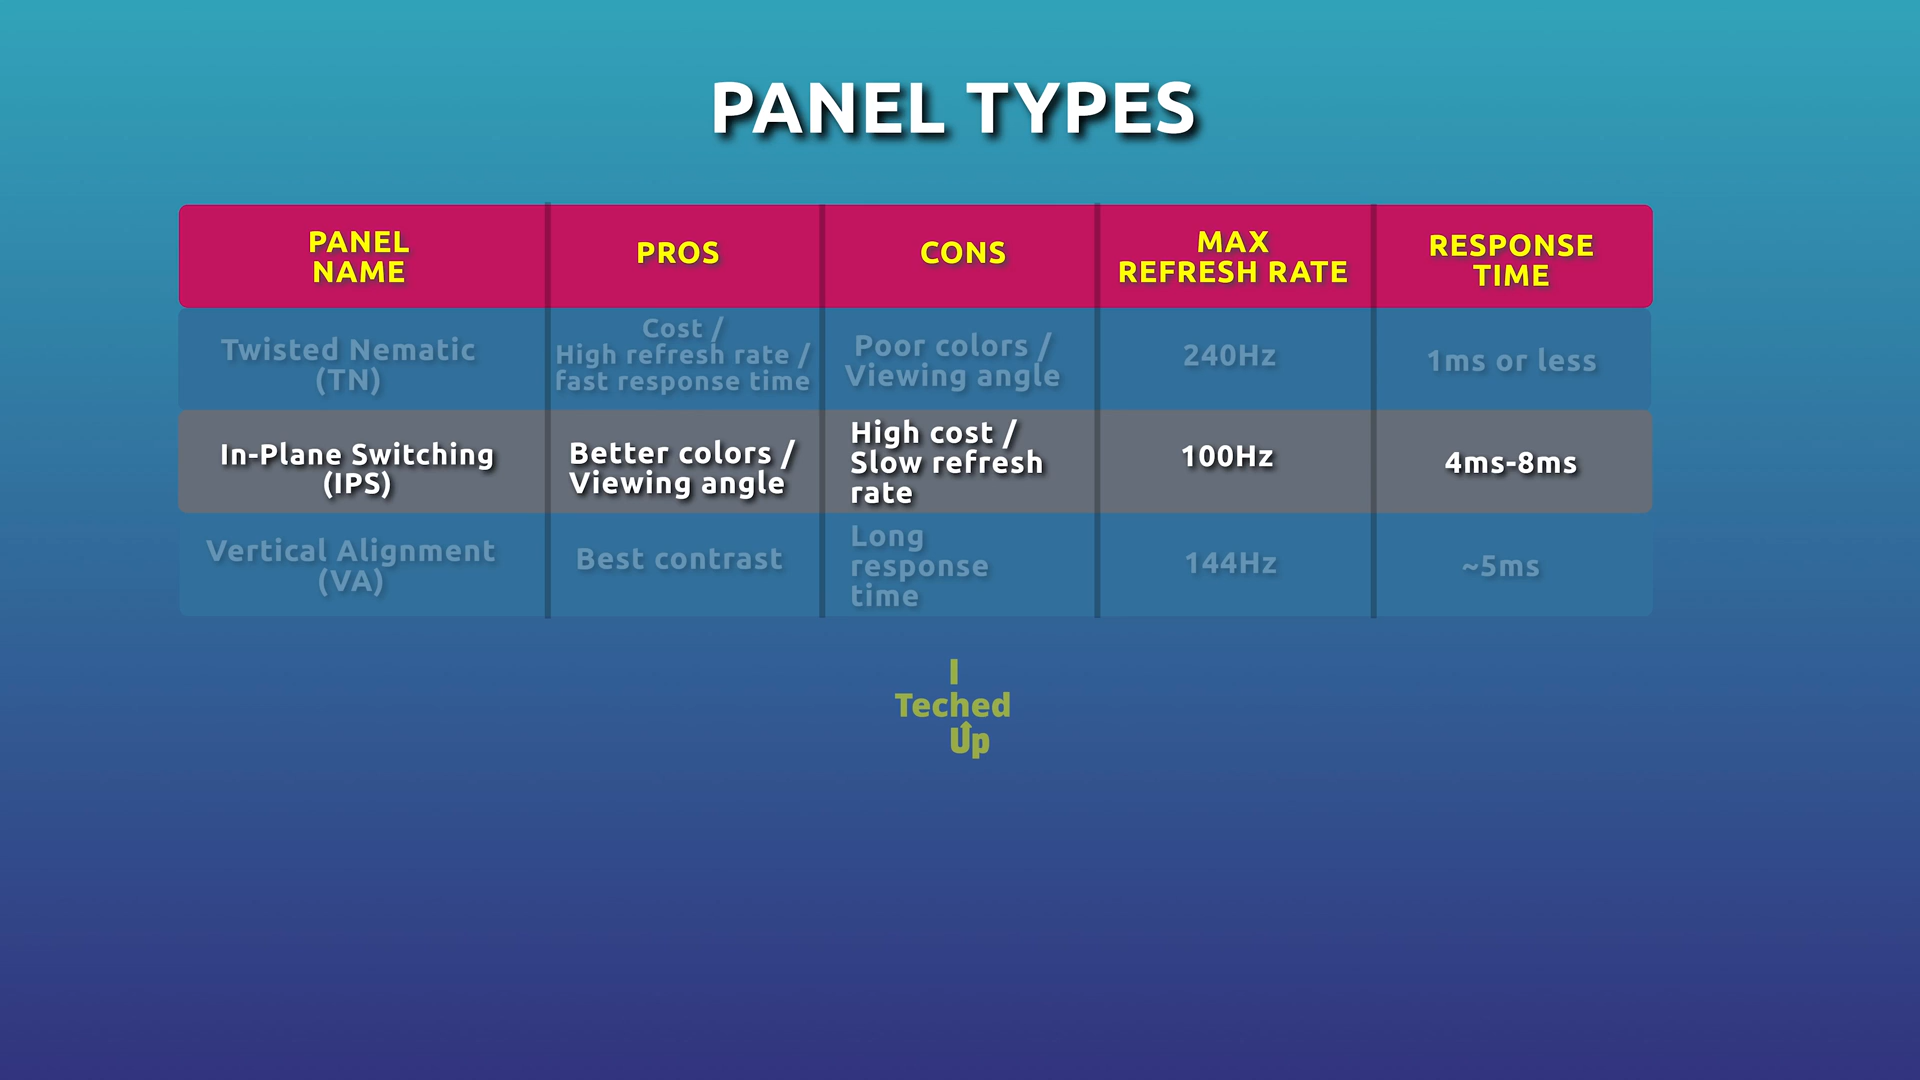 PANEL TYPES
PANEL
NAME
PROS
CONS
MAX
REFRESH RATE
RESPONSE
TIME
Twisted Nematic
(TN)
Cost /
High refresh rate /
fast response time
Poor colors /
Viewing angle
240Hz
1ms or less
In-Plane Switching
(IPS)
Better colors /
Viewing angle
High cost /
Slow refresh
rate
100Hz
4ms-8ms
Vertical Alignment
(VA)
Best contrast
Long
response
time
144Hz
~5ms
I
Teched
Up